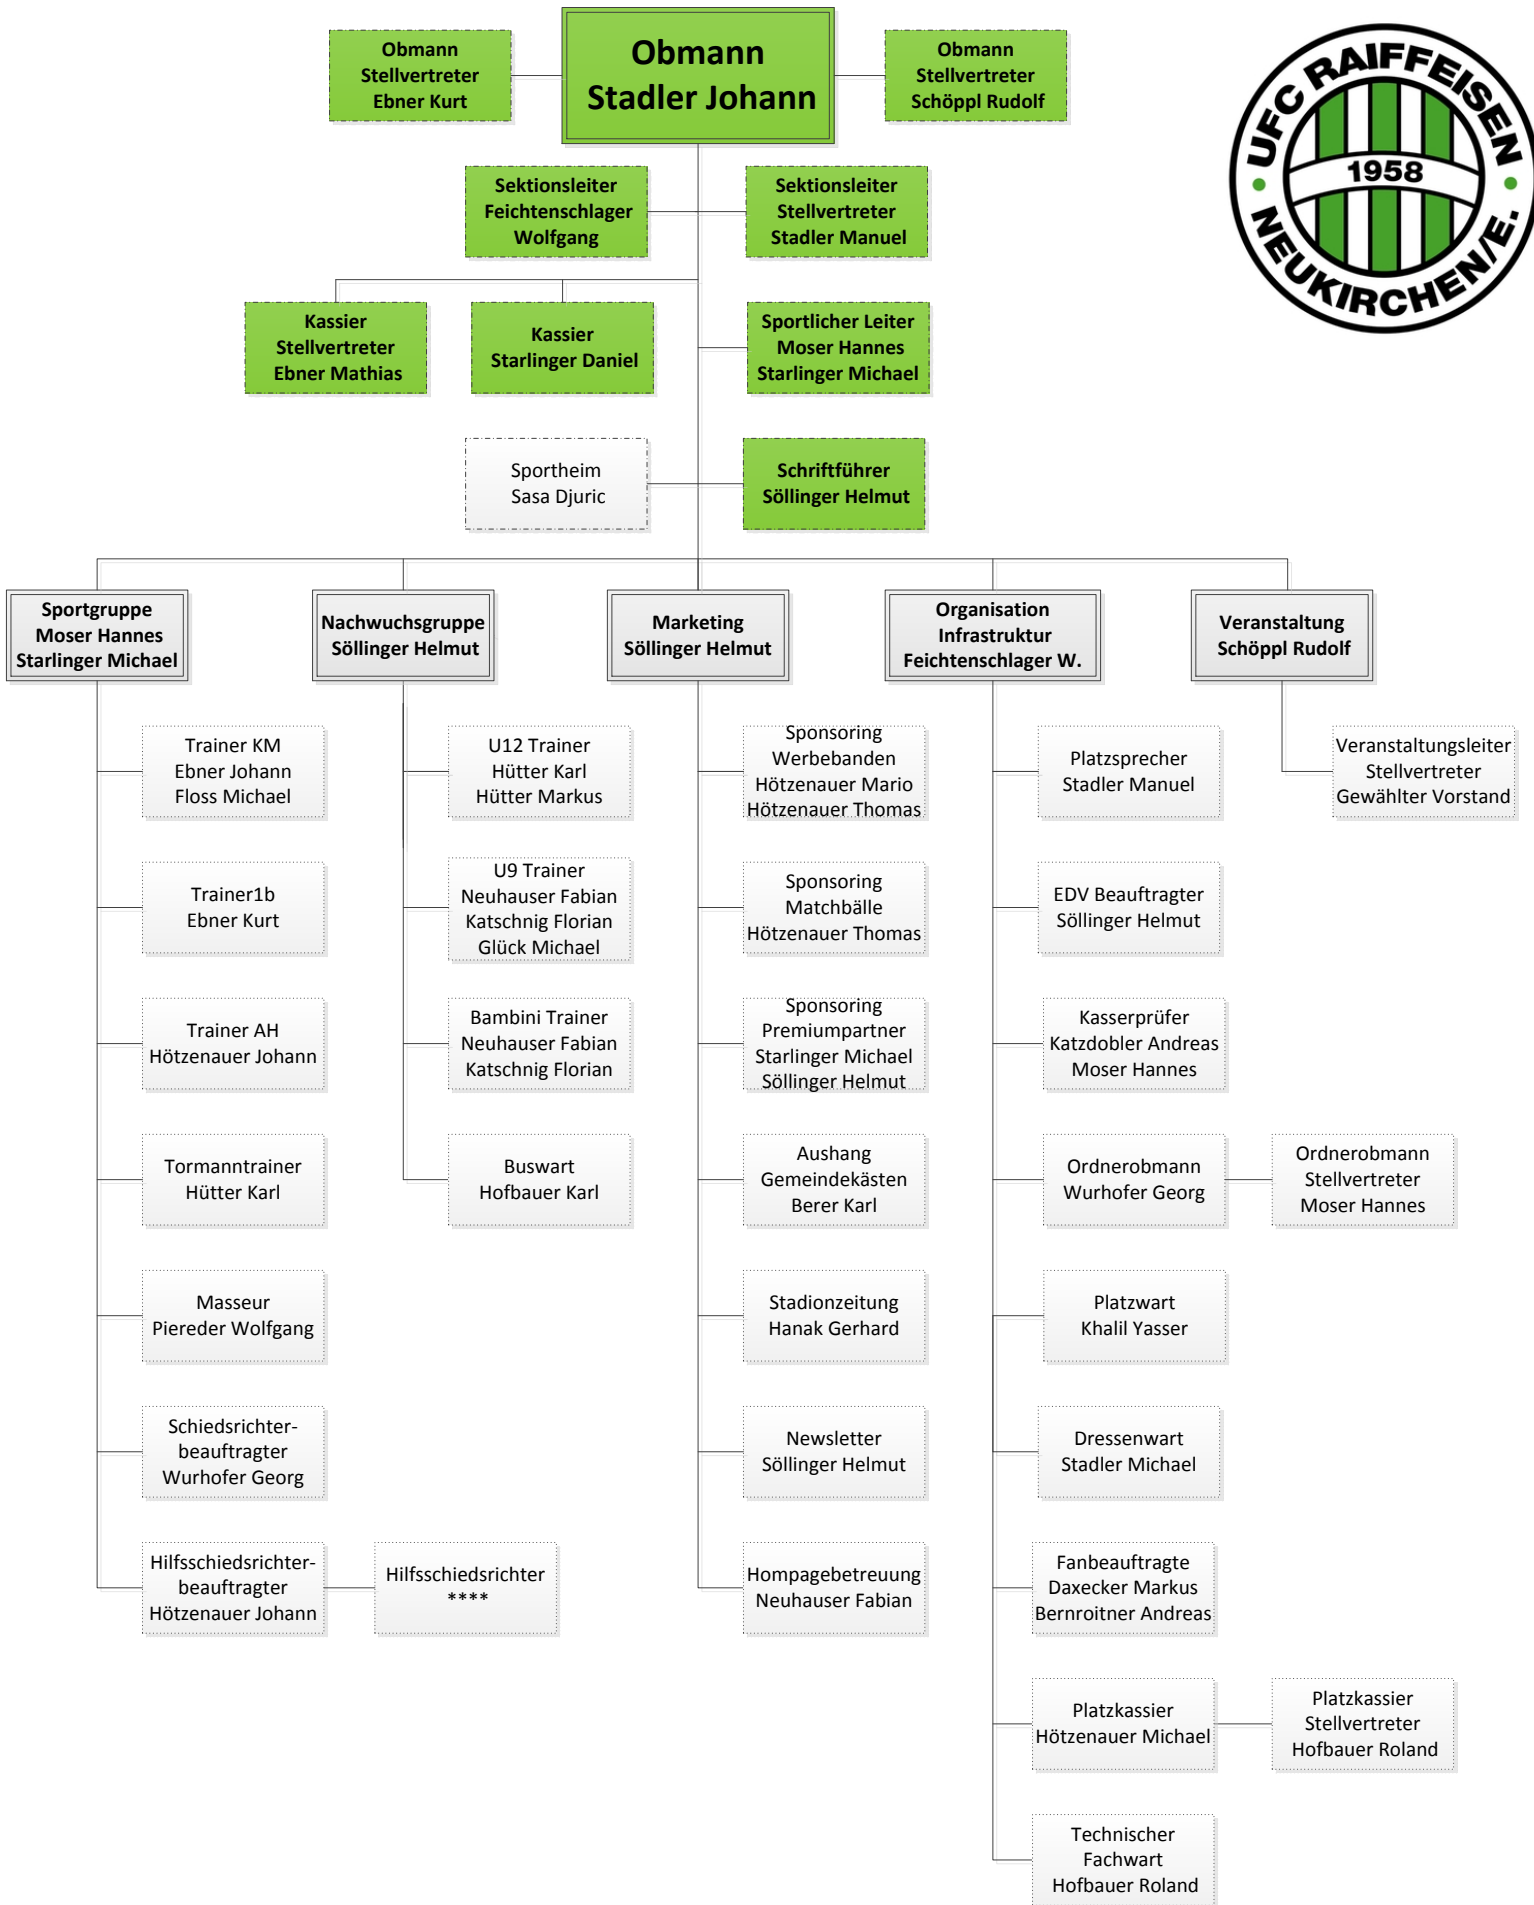 Obmann
Stellvertreter
Ebner Kurt
Obmann
Stadler Johann
Obmann
Stellvertreter
Schöppl Rudolf
UFC RAIFFEISEN
1958
NEUKIRCHEN/E.
Sektionsleiter
Feichtenschlager
Wolfgang
Sektionsleiter
Stellvertreter
Stadler Manuel
Kassier
Stellvertreter
Ebner Mathias
Kassier
Starlinger Daniel
Sportlicher Leiter
Moser Hannes
Starlinger Michael
Sportheim
Sasa Djuric
Schriftführer
Söllinger Helmut
Sportgruppe
Moser Hannes
Starlinger Michael
Nachwuchsgruppe
Söllinger Helmut
Marketing
Söllinger Helmut
Organisation
Infrastruktur
Feichtenschlager W.
Veranstaltung
Schöppl Rudolf
Trainer KM
Ebner Johann
Floss Michael
Trainer1b
Ebner Kurt
Trainer AH
Hötzenauer Johann
Tormanntrainer
Hütter Karl
Masseur
Piereder Wolfgang
Schiedsrichter-
beauftragter
Wurhofer Georg
Hilfsschiedsrichter-
beauftragter
Hötzenauer Johann
Hilfsschiedsrichter
****
U12 Trainer
Hütter Karl
Hütter Markus
U9 Trainer
Neuhauser Fabian
Katschnig Florian
Glück Michael
Bambini Trainer
Neuhauser Fabian
Katschnig Florian
Buswart
Hofbauer Karl
Sponsoring
Werbebanden
Hötzenauer Mario
Hötzenauer Thomas
Sponsoring
Matchbälle
Hötzenauer Thomas
Sponsoring
Premiumpartner
Starlinger Michael
Söllinger Helmut
Aushang
Gemeindekästen
Berer Karl
Stadionzeitung
Hanak Gerhard
Newsletter
Söllinger Helmut
Hompagebetreuung
Neuhauser Fabian
Platzsprecher
Stadler Manuel
EDV Beauftragter
Söllinger Helmut
Kasserprüfer
Katzdobler Andreas
Moser Hannes
Ordnerobmann
Wurhofer Georg
Ordnerobmann
Stellvertreter
Moser Hannes
Platzwart
Khalil Yasser
Dressenwart
Stadler Michael
Fanbeauftragte
Daxecker Markus
Bernroitner Andreas
Platzkassier
Hötzenauer Michael
Platzkassier
Stellvertreter
Hofbauer Roland
Technischer
Fachwart
Hofbauer Roland
Veranstaltungsleiter
Stellvertreter
Gewählter Vorstand